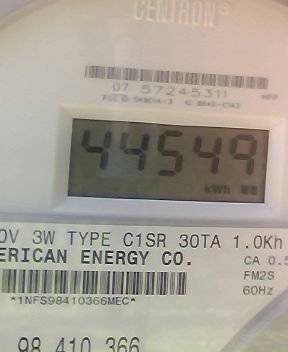 CENTRON®
07 57245311
44549
kWh
0V 3W TYPE C1SR 30TA 1.0Kh
ERICAN ENERGY CO.
CA 0.5
FM2S
*1NFS98410366MEC*
60Hz
98 410 366